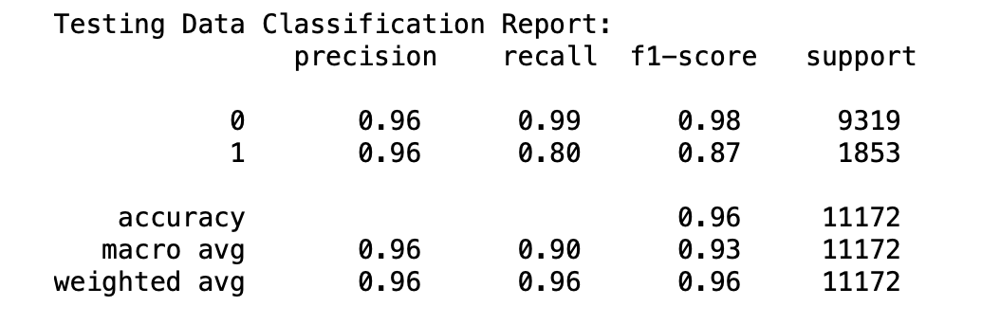 Testing Data Classification Report:
precision recall f1-score support
0 0.96 0.99 0.98 9319
1 0.96 0.80 0.87 1853
accuracy 0.96 11172
macro avg 0.96 0.90 0.93 11172
weighted avg 0.96 0.96 0.96 11172